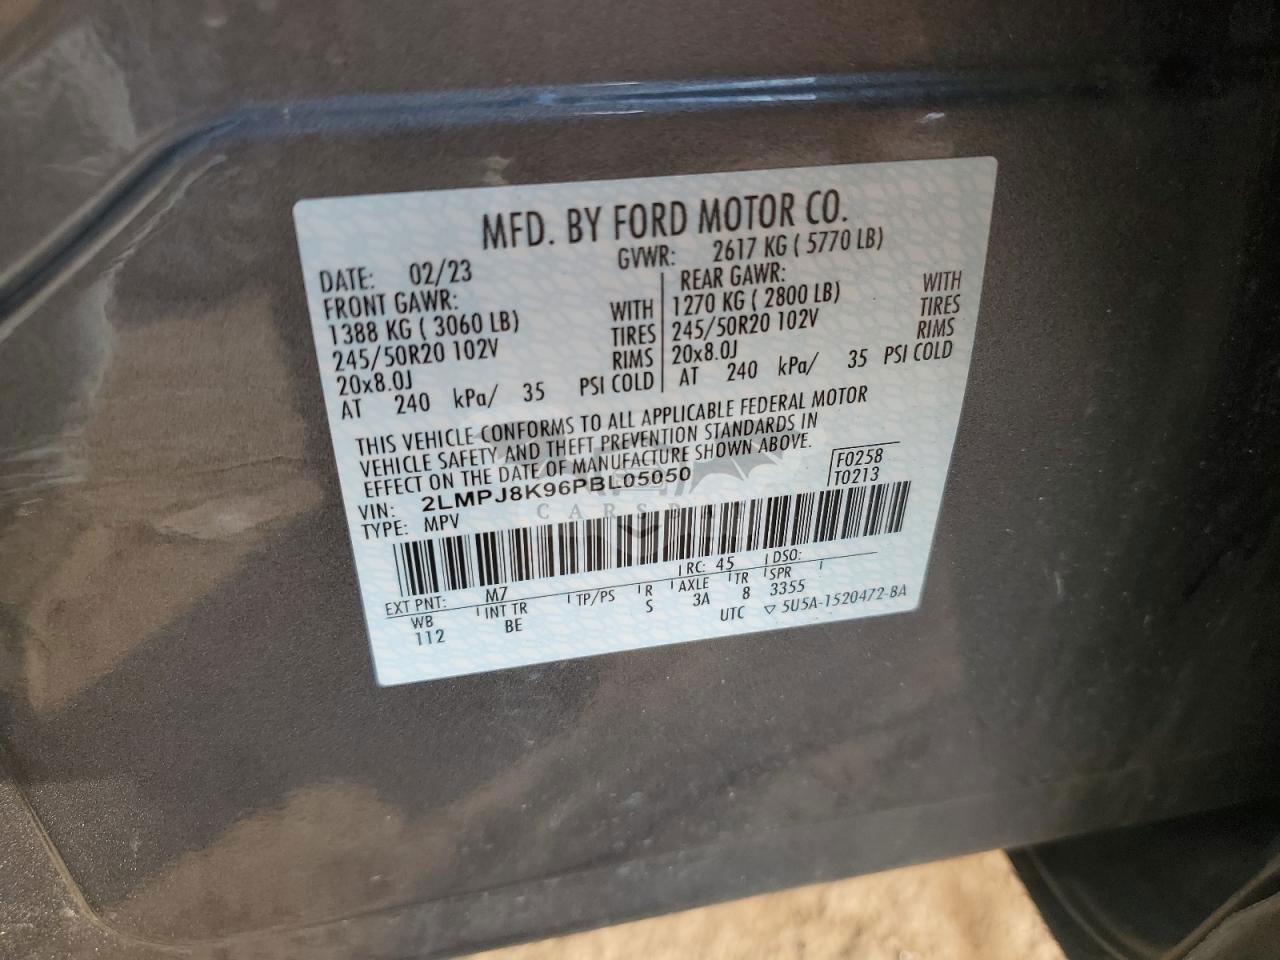 MFD. BY FORD MOTOR CO.
DATE: 02/23 GVWR: 2617 KG ( 5770 LB)
FRONT GAWR: REAR GAWR:
1388 KG ( 3060 LB) WITH 1270 KG ( 2800 LB) WITH
245/50R20 102V TIRES 245/50R20 102V TIRES
20x8.0J RIMS 20x8.0J RIMS
AT 240 kPa/ 35 PSI COLD AT 240 kPa/ 35 PSI COLD
THIS VEHICLE CONFORMS TO ALL APPLICABLE FEDERAL MOTOR
VEHICLE SAFETY AND THEFT PREVENTION STANDARDS IN
EFFECT ON THE DATE OF MANUFACTURE SHOWN ABOVE.
VIN: 2LMPJ8K96PBL05050 F0258
TYPE: MPV T0213
EXT PNT: M7 RC: 45 DSO:
WB INT TR TP/PS R AXLE TR SPR
112 BE S 3A 8 3355
UTC ▽ 5U5A-1520472-BA